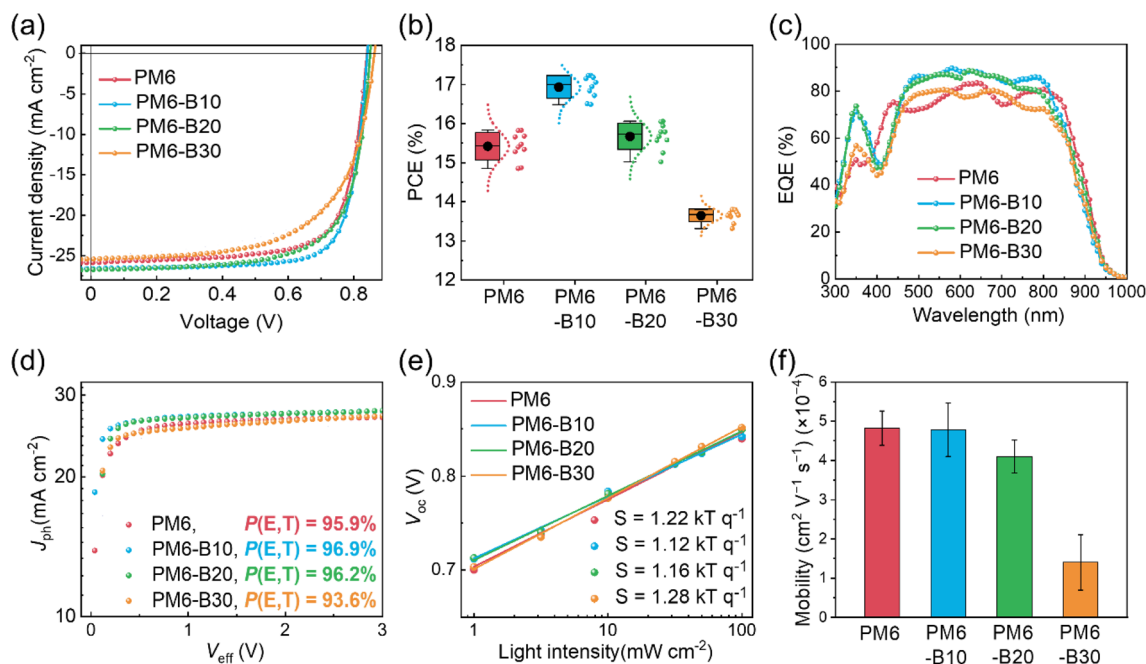 (a)
0
-5
-10
-15
-20
-25
0
0.2
0.4
0.6
0.8
Current density (mA cm⁻²)
Voltage (V)
PM6
PM6-B10
PM6-B20
PM6-B30
(b)
18
17
16
15
14
13
12
PCE (%)
PM6
PM6
-B10
PM6
-B20
PM6
-B30
(c)
100
80
60
40
20
0
300 400 500 600 700 800 900 1000
EQE (%)
Wavelength (nm)
PM6
PM6-B10
PM6-B20
PM6-B30
(d)
30
20
10
0
1
2
3
Jph(mA cm⁻²)
Veff (V)
PM6, P(E,T) = 95.9%
PM6-B10, P(E,T) = 96.9%
PM6-B20, P(E,T) = 96.2%
PM6-B30, P(E,T) = 93.6%
(e)
0.9
0.8
0.7
1
10
100
Voc (V)
Light intensity(mW cm⁻²)
PM6
PM6-B10
PM6-B20
PM6-B30
S = 1.22 kT q⁻¹
S = 1.12 kT q⁻¹
S = 1.16 kT q⁻¹
S = 1.28 kT q⁻¹
(f)
6
5
4
3
2
1
0
Mobility (cm² V⁻¹ s⁻¹) (×10⁻⁴)
PM6
PM6
-B10
PM6
-B20
PM6
-B30